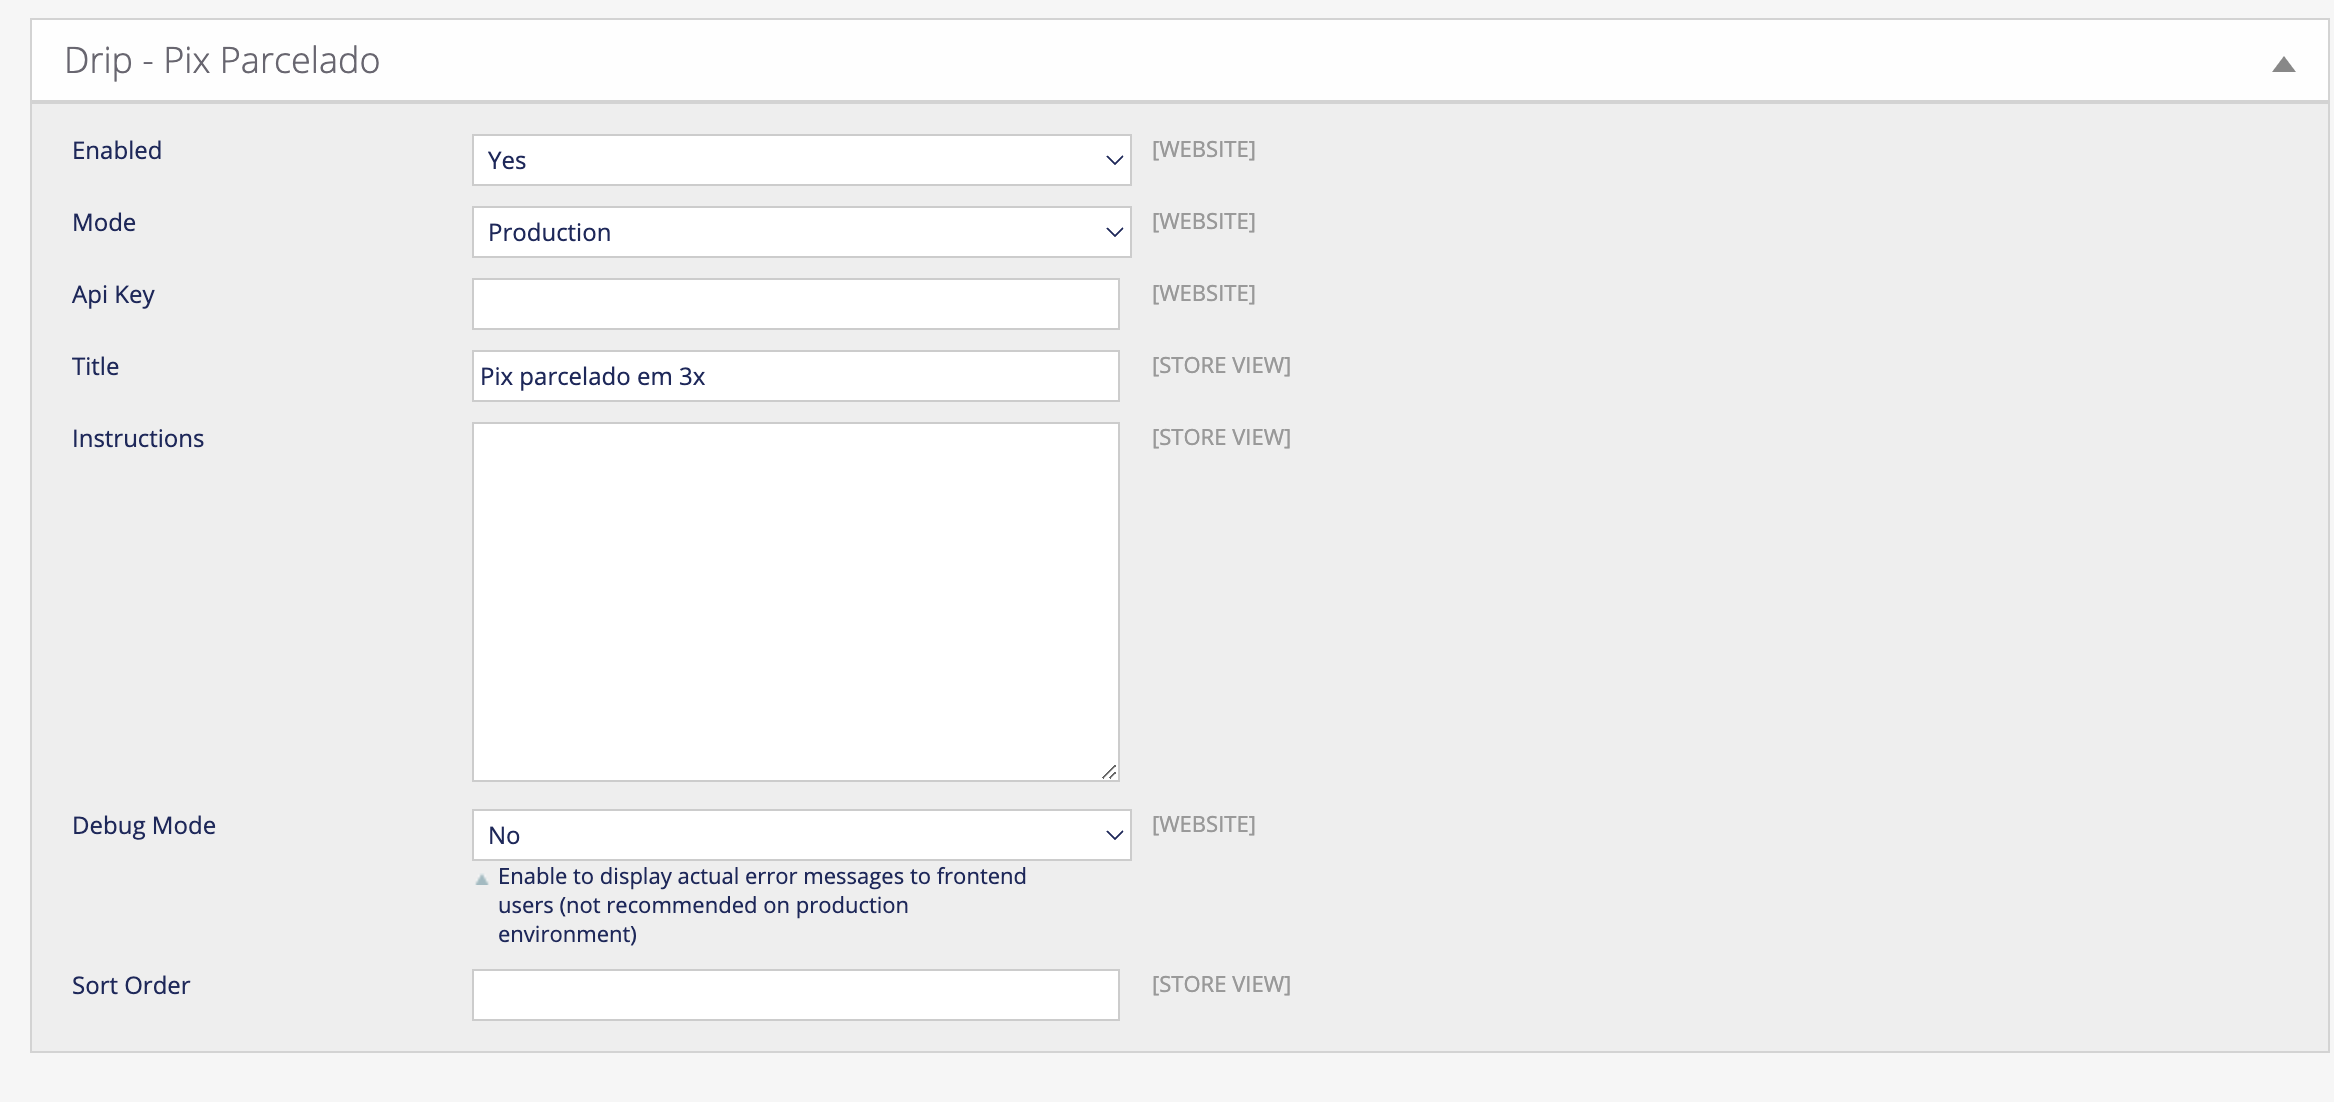 Drip - Pix Parcelado
Enabled
Yes
[WEBSITE]
Mode
Production
[WEBSITE]
Api Key
[WEBSITE]
Title
Pix parcelado em 3x
[STORE VIEW]
Instructions
[STORE VIEW]
Debug Mode
No
[WEBSITE]
Enable to display actual error messages to frontend
users (not recommended on production
environment)
Sort Order
[STORE VIEW]